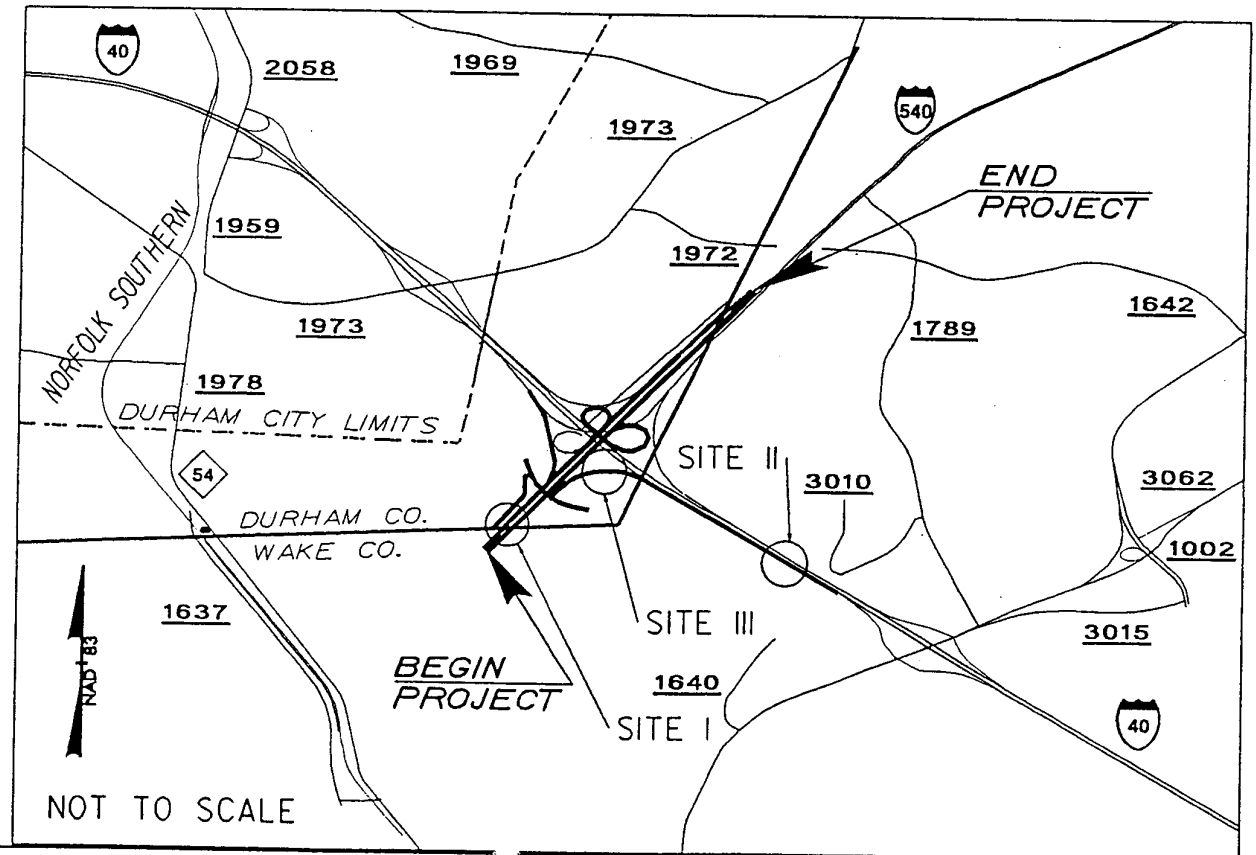 40
2058
1969
1973
540
END
PROJECT
NORFOLK SOUTHERN
1959
1972
1642
1973
1789
1978
DURHAM CITY LIMITS
SITE II
54
3010
3062
DURHAM CO.
WAKE CO.
1002
1637
SITE III
3015
NAD' 83
BEGIN
PROJECT
1640
SITE I
40
NOT TO SCALE